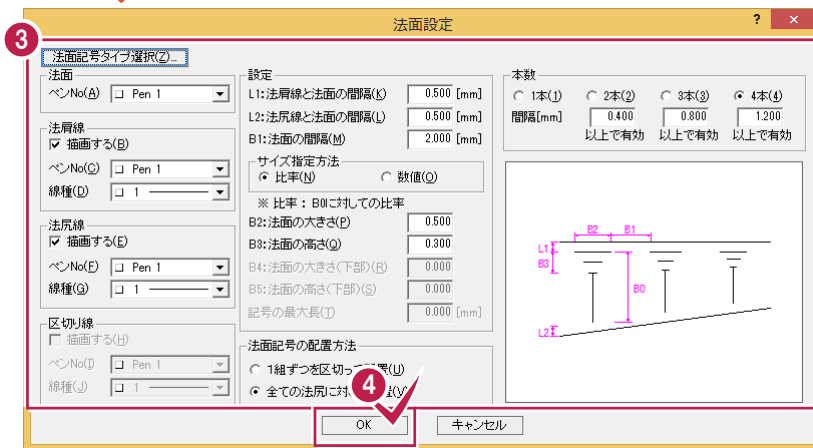 法面設定
? ×
3
法面記号タイプ選択(Z)...
法面
ペンNo(A) Pen 1
法肩線
描画する(B)
ペンNo(C) Pen 1
線種(D) 1
法尻線
描画する(E)
ペンNo(F) Pen 1
線種(G) 1
区切り線
描画する(H)
ペンNo(I) Pen 1
線種(J) 1
設定
L1:法肩線と法面の間隔(K) 0.500 [mm]
L2:法尻線と法面の間隔(L) 0.500 [mm]
B1:法面の間隔(M) 2.000 [mm]
サイズ指定方法
比率(N) 数値(O)
※ 比率：B0に対しての比率
B2:法面の大きさ(P) 0.500
B3:法面の高さ(Q) 0.300
B4:法面の大きさ(下部)(R) 0.000
B5:法面の高さ(下部)(S) 0.000
記号の最大長(T) 0.000 [mm]
法面記号の配置方法
1組ずつを区切って配置(U)
全ての法尻に対
4
OK
キャンセル
本数
1本(1) 2本(2) 3本(3) 4本(4)
間隔[mm] 0.400 0.800 1.200
以上で有効 以上で有効 以上で有効
B2 B1
L1
B3
B0
L2